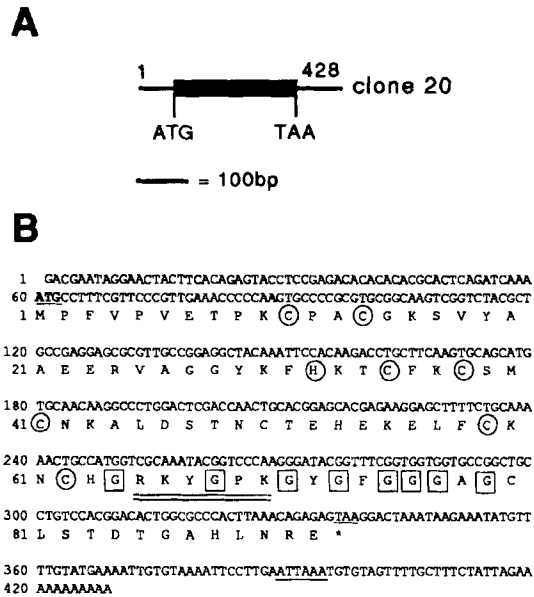 A
1 428 clone 20
ATG TAA
= 100bp
B
1 GACGAATAGGAACTACTTCACAGAGTACCTCCGAGACACACACACGCACTCAGATCAAA
60 ATGCCTTTCGTTCCCGTTGAAACCCCCAAGTGCCCCGCGTGCGGCAAGTCGGTCTACGCT
1 M P F V P V E T P K C P A C G K S V Y A
120 GCCGAGGAGCGCGTTGCCGGAGGCTACAAATTCCACAAGACCTGCTTCAAGTGCAGCATG
21 A E E R V A G G Y K F H K T C F K C S M
180 TGCAACAAGGCCCTGGACTCGACCAACTGCACGGAGCACGAGAAGGAGCTTTTCTGCAAA
41 C N K A L D S T N C T E H E K E L F C K
240 AACTGCCATGGTCGCAAATACGGTCCCAAGGGATACGGTTTCGGTGGTGGTGCCGGCTGC
61 N C H G R K Y G P K G Y G F G G G A G C
300 CTGTCCACGGACACTGGCGCCCACTTAAACAGAGAGTAAGGACTAAATAAGAAATATGTT
81 L S T D T G A H L N R E *
360 TTGTATGAAAATTGTGTAAAATTCCTTGAATTAAATGTGTAGTTTTGCTTTCTATTAGAA
420 AAAAAAAAA